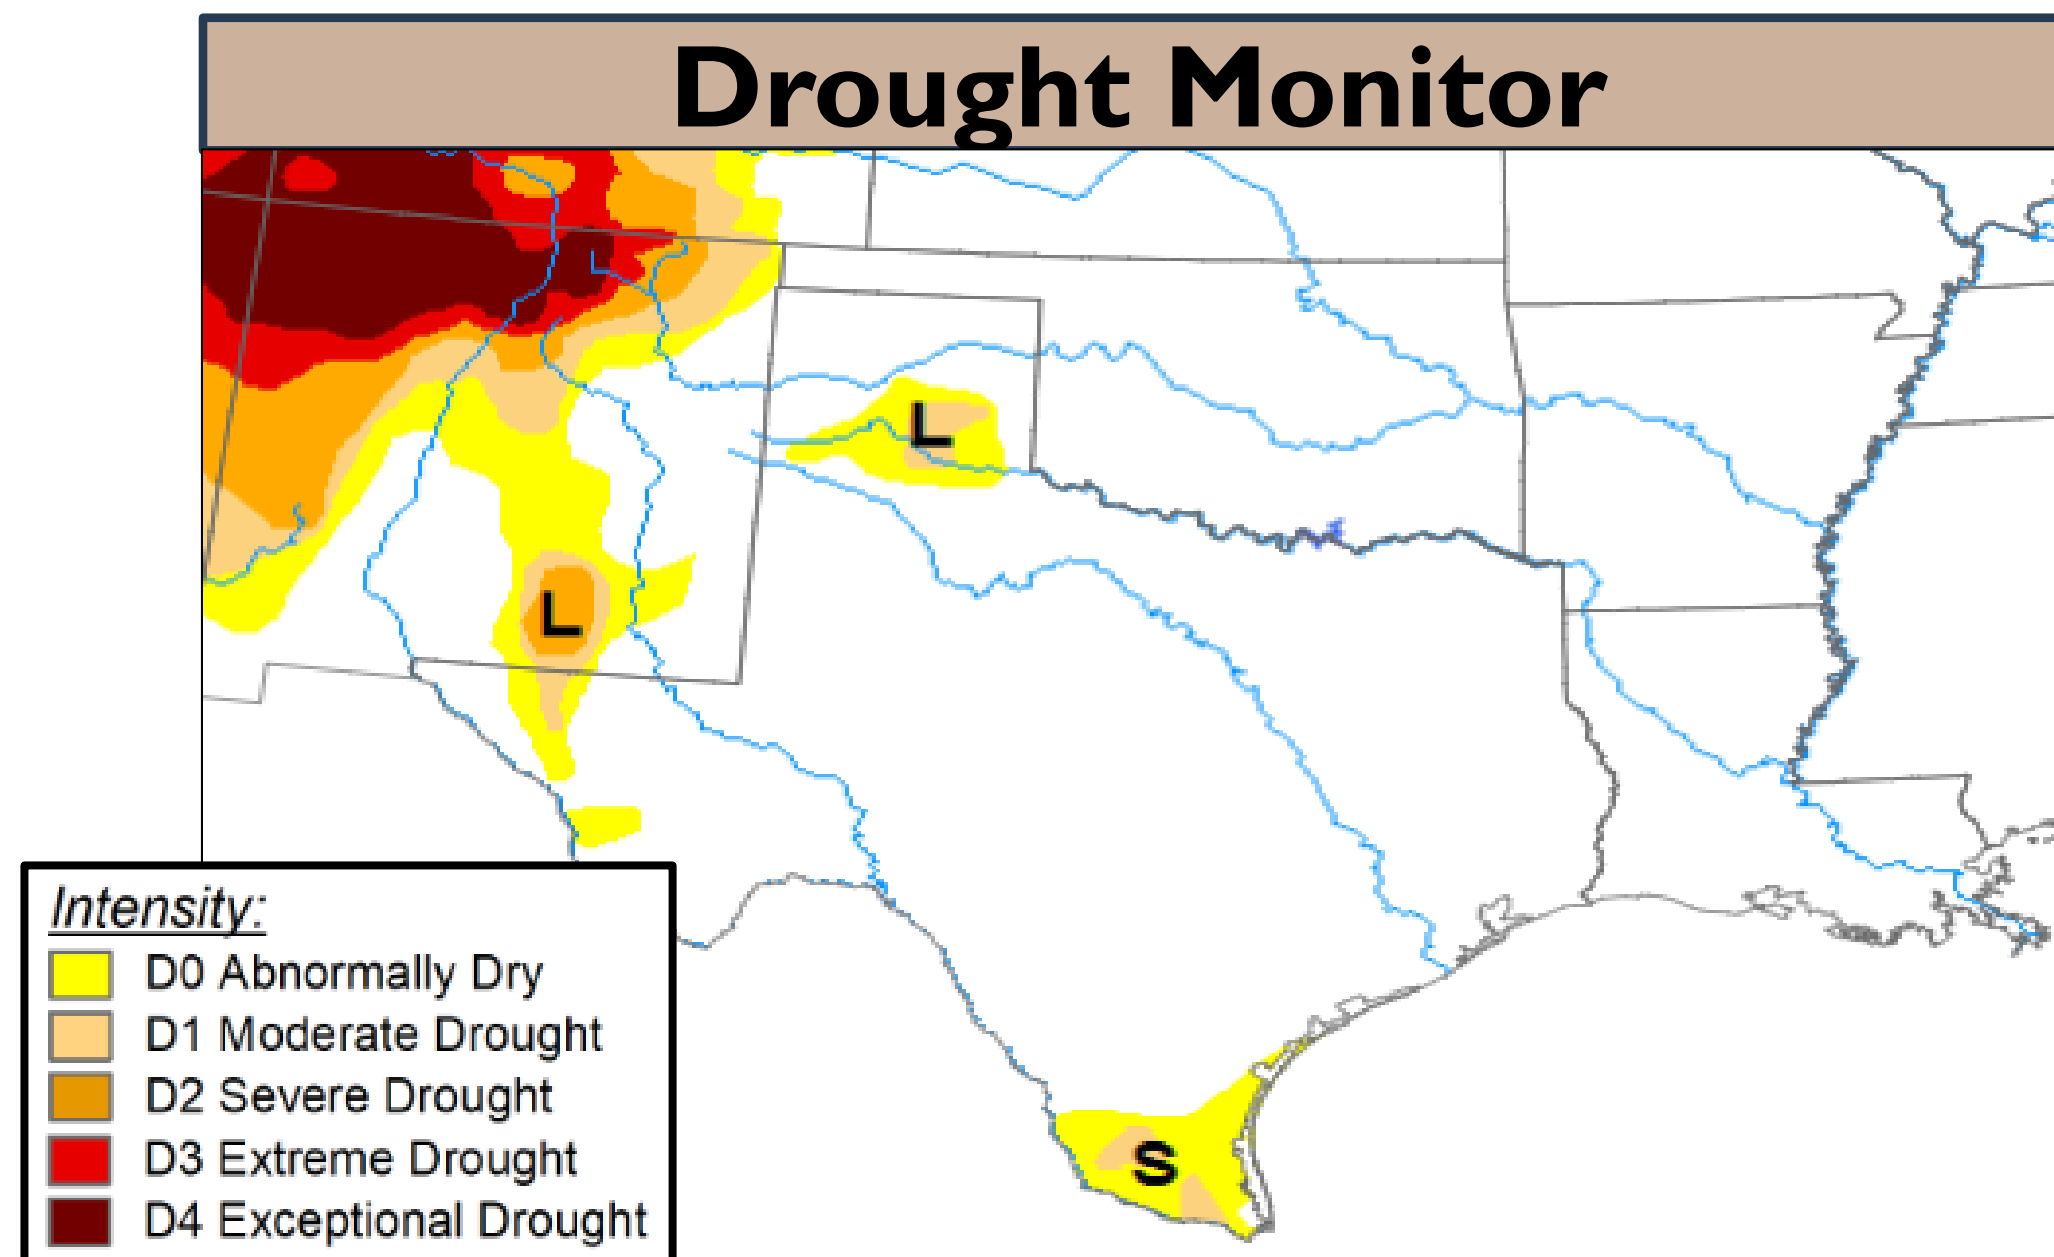 Drought Monitor
L
L
S
Intensity:
D0 Abnormally Dry
D1 Moderate Drought
D2 Severe Drought
D3 Extreme Drought
D4 Exceptional Drought